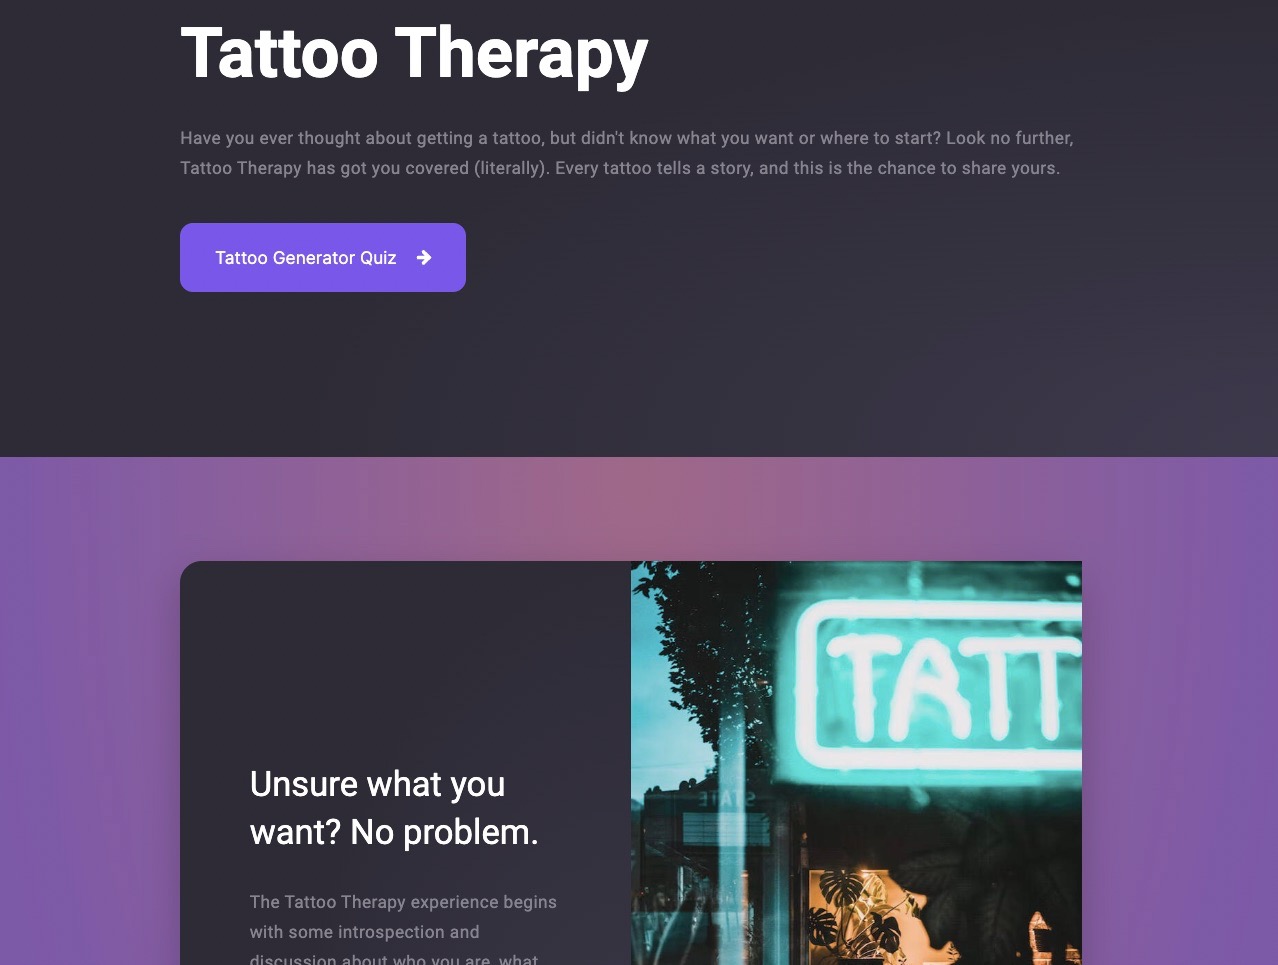 Tattoo Therapy
Have you ever thought about getting a tattoo, but didn't know what you want or where to start? Look no further,
Tattoo Therapy has got you covered (literally). Every tattoo tells a story, and this is the chance to share yours.
Tattoo Generator Quiz
TATT
STATE
Unsure what you
want? No problem.
The Tattoo Therapy experience begins
with some introspection and
discussion about who you are, what